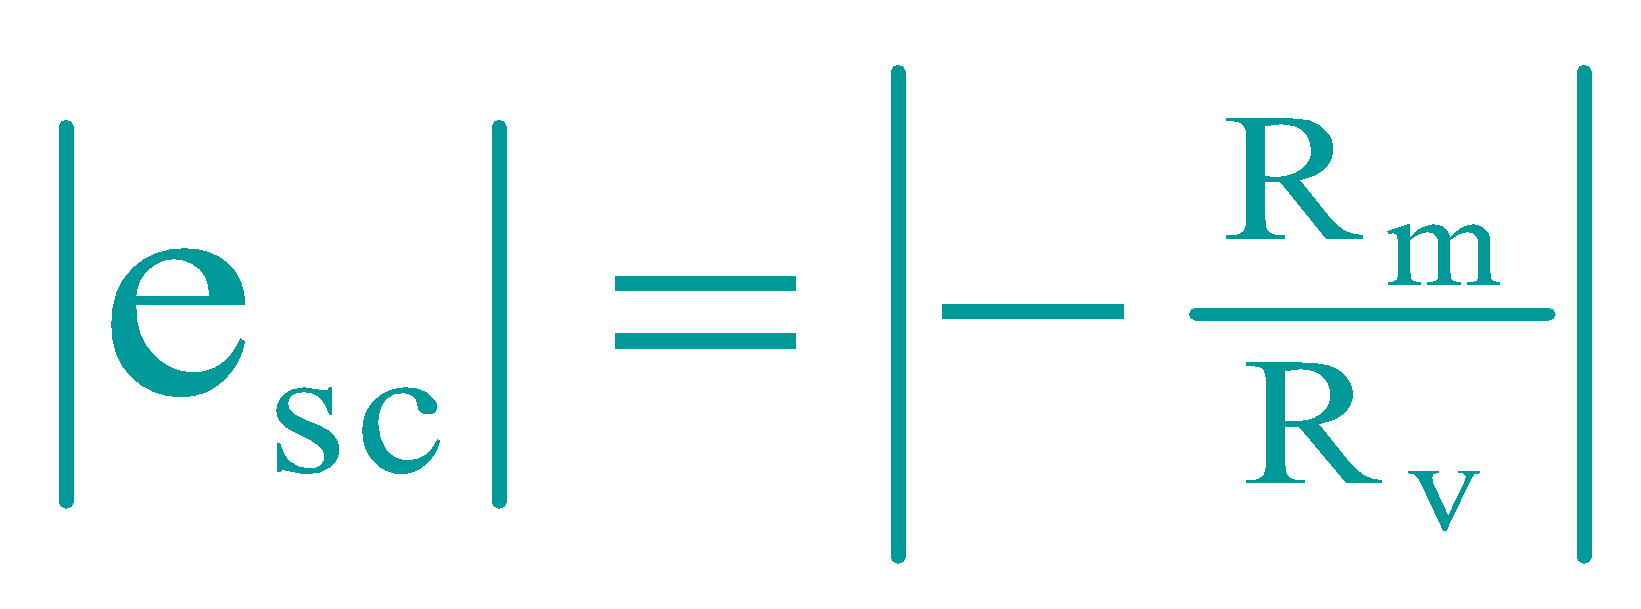 |e_sc| = |− R_m / R_v|